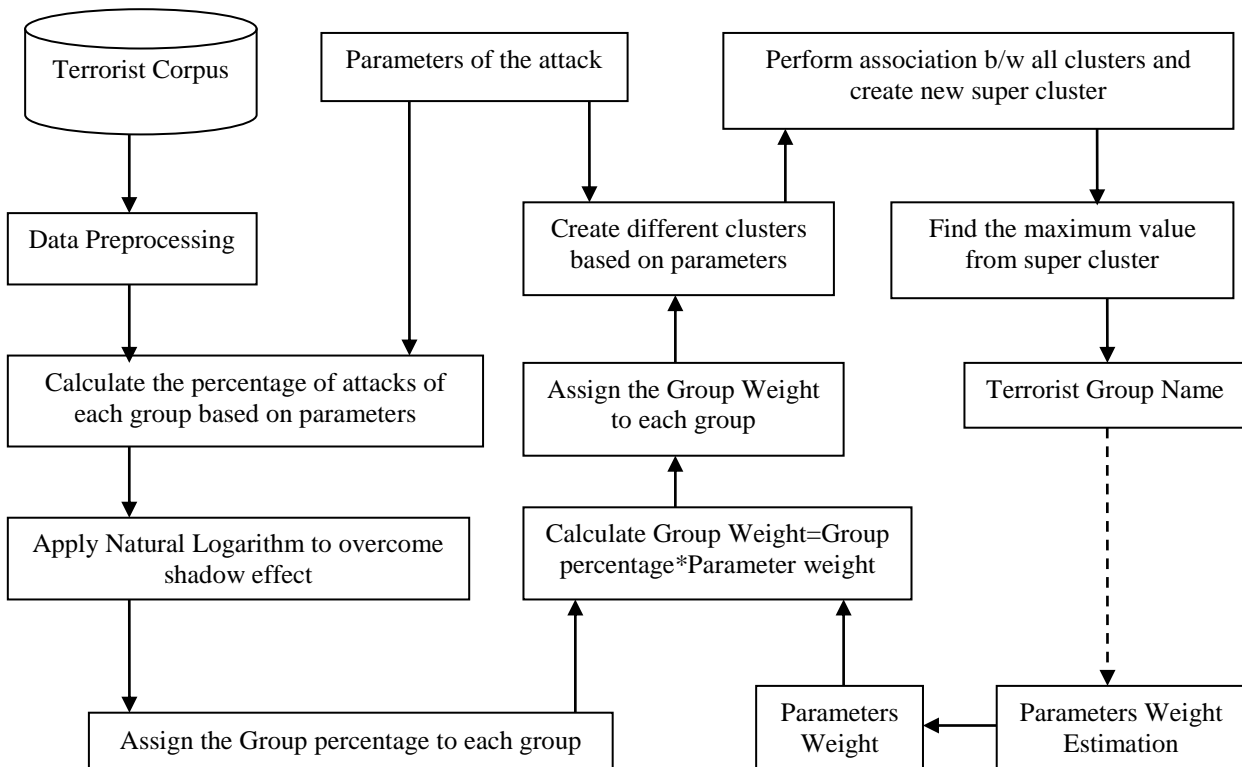 Terrorist Corpus
Parameters of the attack
Perform association b/w all clusters and
create new super cluster
Data Preprocessing
Create different clusters
based on parameters
Find the maximum value
from super cluster
Calculate the percentage of attacks of
each group based on parameters
Assign the Group Weight
to each group
Terrorist Group Name
Apply Natural Logarithm to overcome
shadow effect
Calculate Group Weight=Group
percentage*Parameter weight
Assign the Group percentage to each group
Parameters
Weight
Parameters Weight
Estimation